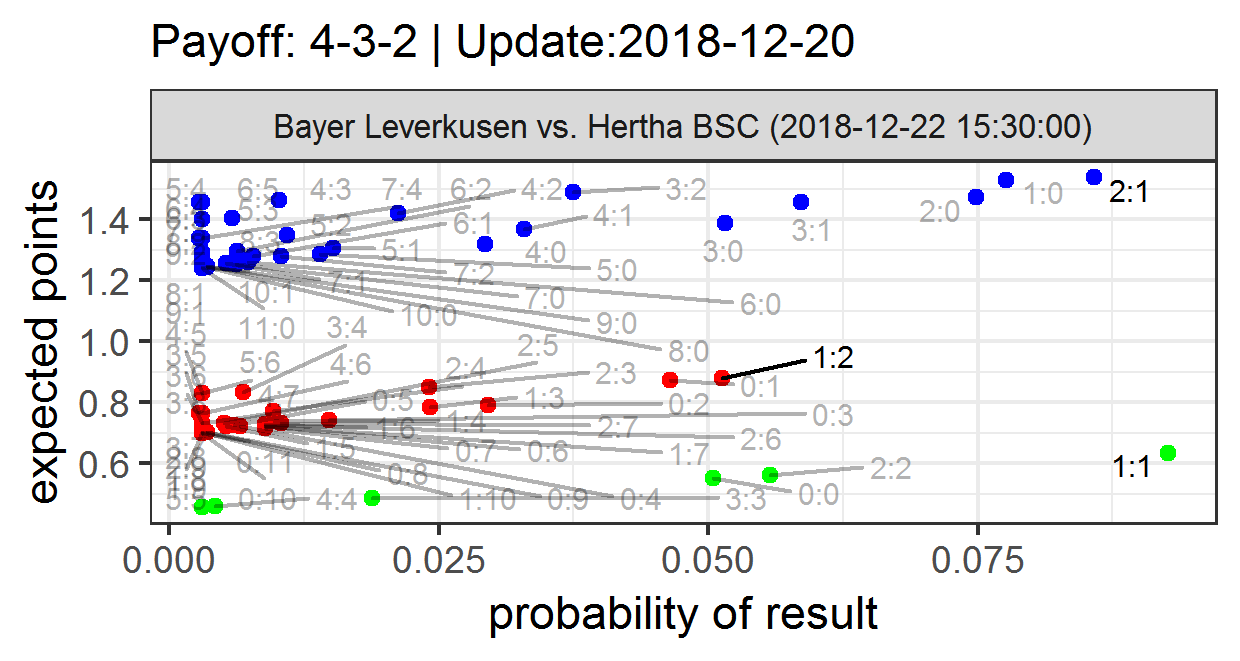 Payoff: 4-3-2 | Update:2018-12-20
Bayer Leverkusen vs. Hertha BSC (2018-12-22 15:30:00)
expected points
1.4
1.2
1.0
0.8
0.6
5:4 6:5 4:3 7:4 6:2 4:2 3:2 1:0 2:1
5:3 5:2 6:1 4:1 2:0 3:1
8:3 5:1 4:0 3:0
7:2 5:0
8:1 10:1 7:1 7:0 6:0
9:1 11:0 3:4 10:0 9:0
4:5 2:5 8:0 1:2
3:5 5:6 4:6 2:4 2:3 0:1
3:6 4:7 0:5 1:3 0:2 0:3
1:6 1:4 2:7 2:6
1:5 0:7 0:6 1:7 1:1
0:11 0:8 2:2
0:10 4:4 1:10 0:9 0:4 3:3 0:0
0.000 0.025 0.050 0.075
probability of result